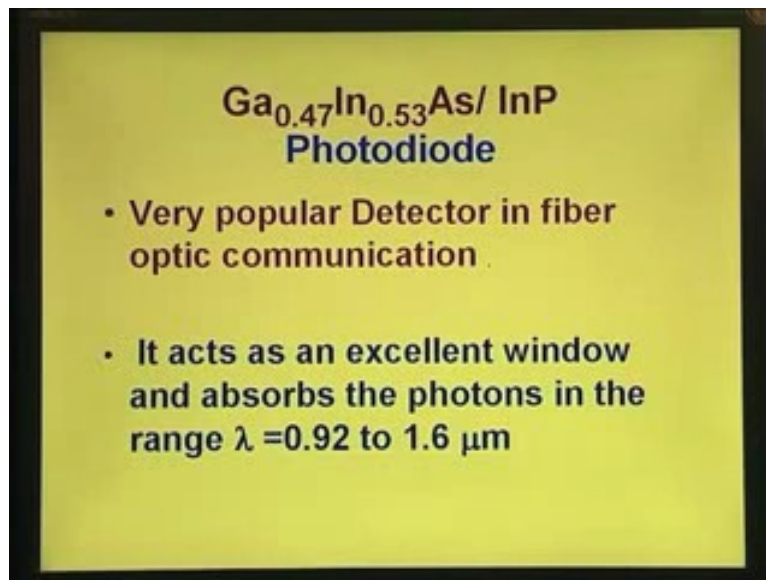 Ga0.47In0.53As/ InP
Photodiode
• Very popular Detector in fiber
optic communication .
• It acts as an excellent window
and absorbs the photons in the
range λ =0.92 to 1.6 μm